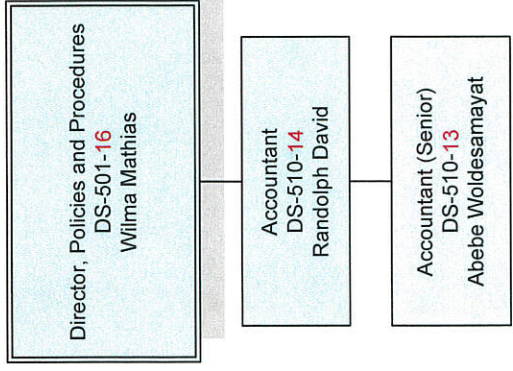 Director, Policies and Procedures
DS-501-16
Wilma Mathias
Accountant
DS-510-14
Randolph David
Accountant (Senior)
DS-510-13
Abebe Woldesamayat